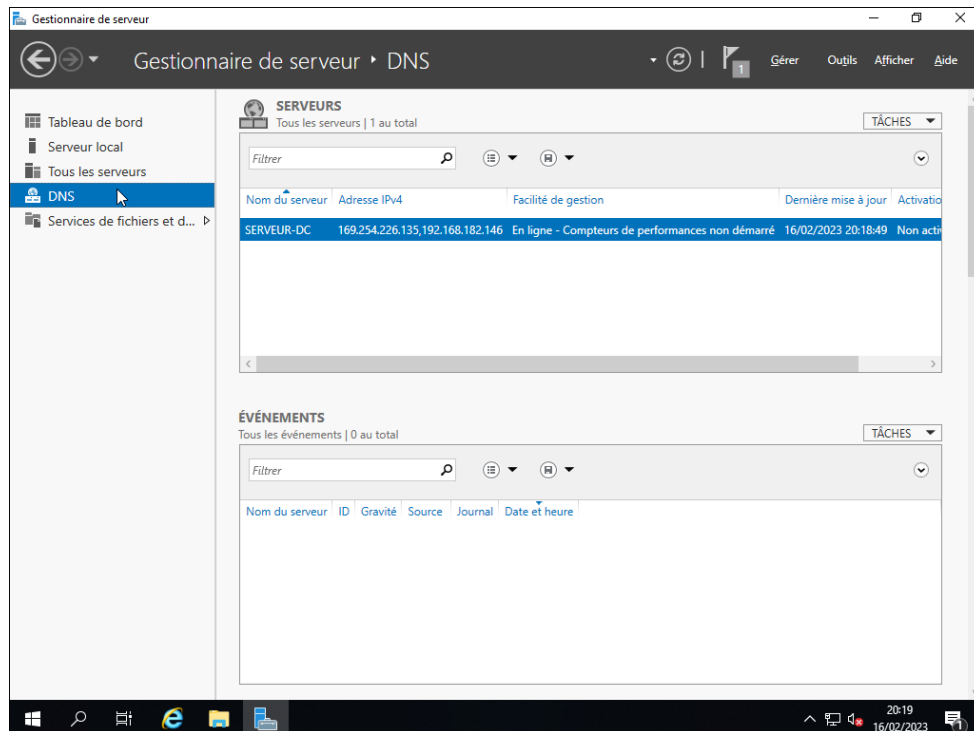 Gestionnaire de serveur
Gestionnaire de serveur • DNS
1
Gérer Outils Afficher Aide
Tableau de bord
Serveur local
Tous les serveurs
DNS
Services de fichiers et d...
SERVEURS
Tous les serveurs | 1 au total
TÂCHES
Filtrer
Nom du serveur Adresse IPv4 Facilité de gestion Dernière mise à jour Activatio
SERVEUR-DC 169.254.226.135,192.168.182.146 En ligne - Compteurs de performances non démarré 16/02/2023 20:18:49 Non activ
ÉVÉNEMENTS
Tous les événements | 0 au total
TÂCHES
Filtrer
Nom du serveur ID Gravité Source Journal Date et heure
20:19
16/02/2023
1